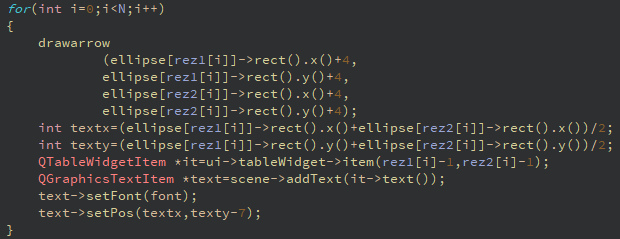 for(int i=0;i<N;i++)
{
    drawarrow
            (ellipse[rez1[i]]->rect().x()+4,
            ellipse[rez1[i]]->rect().y()+4,
            ellipse[rez2[i]]->rect().x()+4,
            ellipse[rez2[i]]->rect().y()+4);
    int textx=(ellipse[rez1[i]]->rect().x()+ellipse[rez2[i]]->rect().x())/2;
    int texty=(ellipse[rez1[i]]->rect().y()+ellipse[rez2[i]]->rect().y())/2;
    QTableWidgetItem *it=ui->tableWidget->item(rez1[i]-1,rez2[i]-1);
    QGraphicsTextItem *text=scene->addText(it->text());
    text->setFont(font);
    text->setPos(textx,texty-7);
}